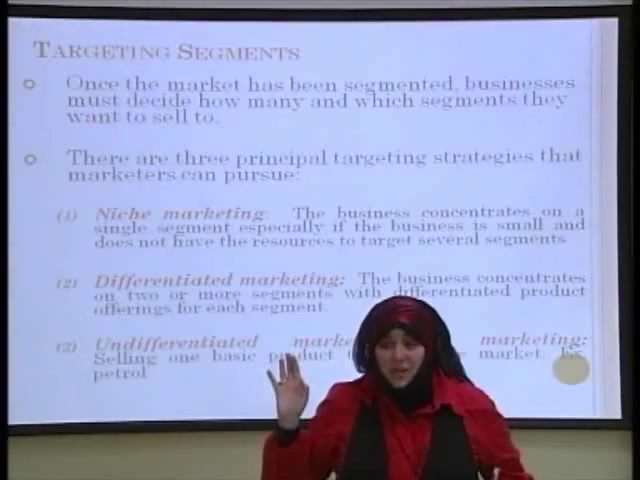 TARGETING SEGMENTS
Once the market has been segmented, businesses
must decide how many and which segments they
want to sell to.
There are three principal targeting strategies that
marketers can pursue:
(1) Niche marketing: The business concentrates on a
single segment especially if the business is small and
does not have the resources to target several segments
(2) Differentiated marketing: The business concentrates
on two or more segments with differentiated product
offerings for each segment.
(3) Undifferentiated marketing:
Selling one basic product market. Ex
petrol